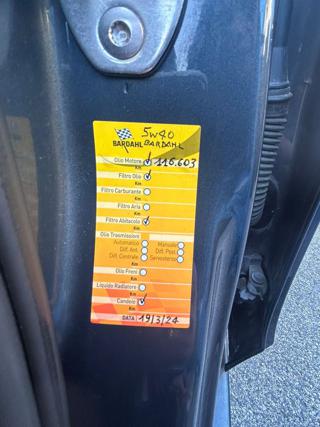 5W40
BARDAHL BARDAHL
Olio Motore 116.603
Km
Filtro Olio
Km
Filtro Carburante
Km
Filtro Aria
Km
Filtro Abitacolo
Km
Olio Trasmissioni
Automatico Manuale
Diff. Ant. Diff. Post
Diff. Centrale Servosterzo
Km
Olio Freni
Km
Liquido Radiatore
Km
Candele
Km
DATA 19/3/24